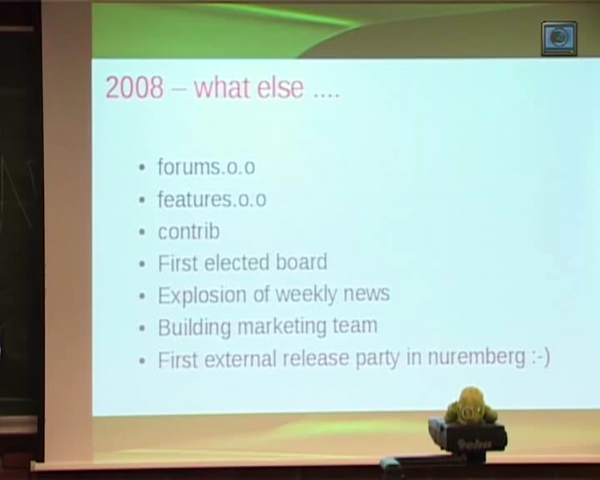 2008 – what else ....
• forums.o.o
• features.o.o
• contrib
• First elected board
• Explosion of weekly news
• Building marketing team
• First external release party in nuremberg :-)